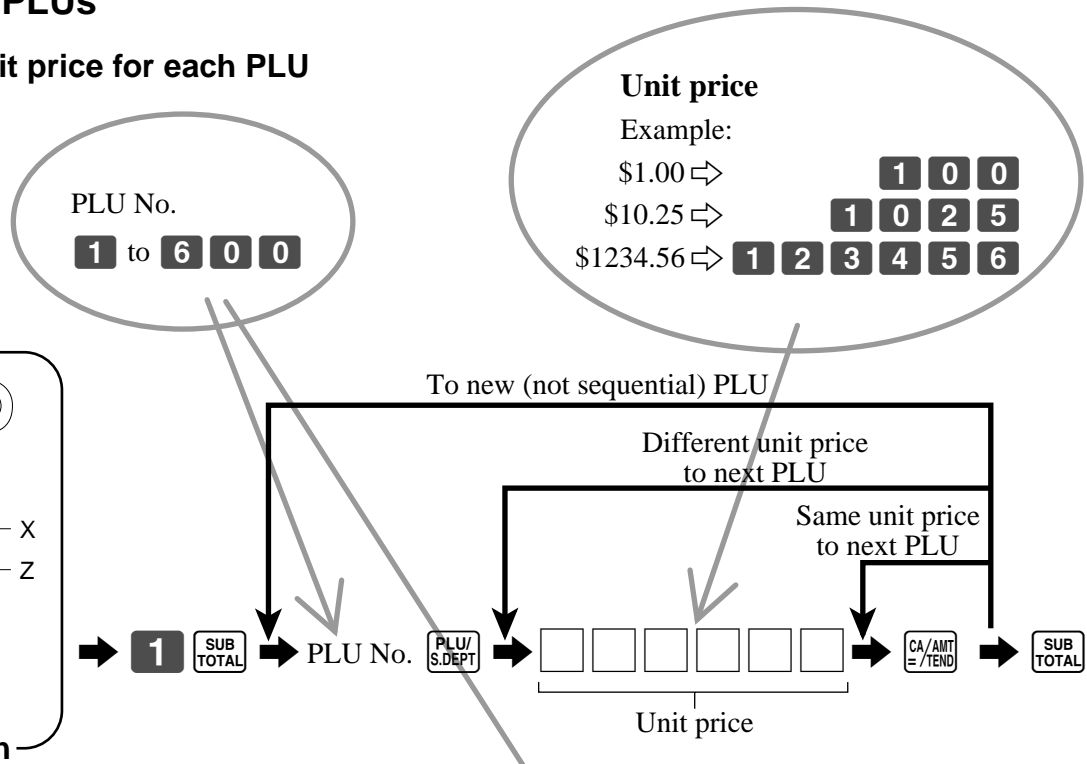 PLUs
it price for each PLU
Unit price
Example:
$1.00 ⇨ 1 0 0
$10.25 ⇨ 1 0 2 5
$1234.56 ⇨ 1 2 3 4 5 6
PLU No.
1 to 6 0 0
To new (not sequential) PLU
Different unit price
to next PLU
Same unit price
to next PLU
X
Z
1 SUB TOTAL PLU No. PLU/ S.DEPT CA/AMT = /TEND SUB TOTAL
Unit price